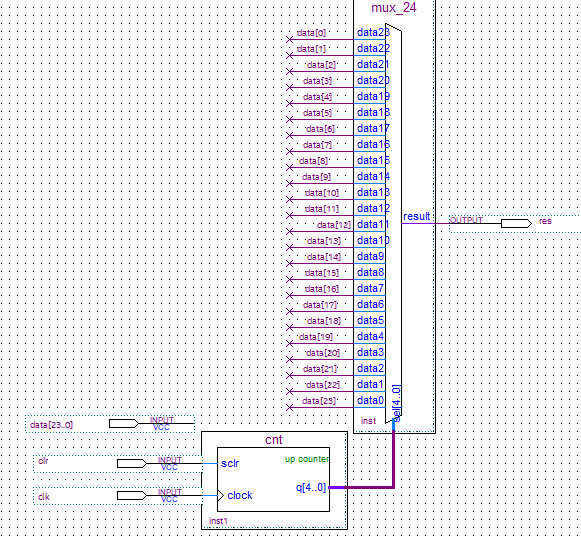 mux_24
data[0] data23
data[1] data22
data[2] data21
data[3] data20
data[4] data19
data[5] data18
data[6] data17
data[7] data16
data[8] data15
data[9] data14
data[10] data13
data[11] data12
data[12] data11
data[13] data10
data[14] data9
data[15] data8
data[16] data7
data[17] data6
data[18] data5
data[19] data4
data[20] data3
data[21] data2
data[22] data1
data[23] data0
result OUTPUT res
sel[4..0]
inst
data[23..0] INPUT
VCC
cnt
clr INPUT
VCC
sclr up counter
q[4..0]
clk INPUT
VCC
clock
inst1